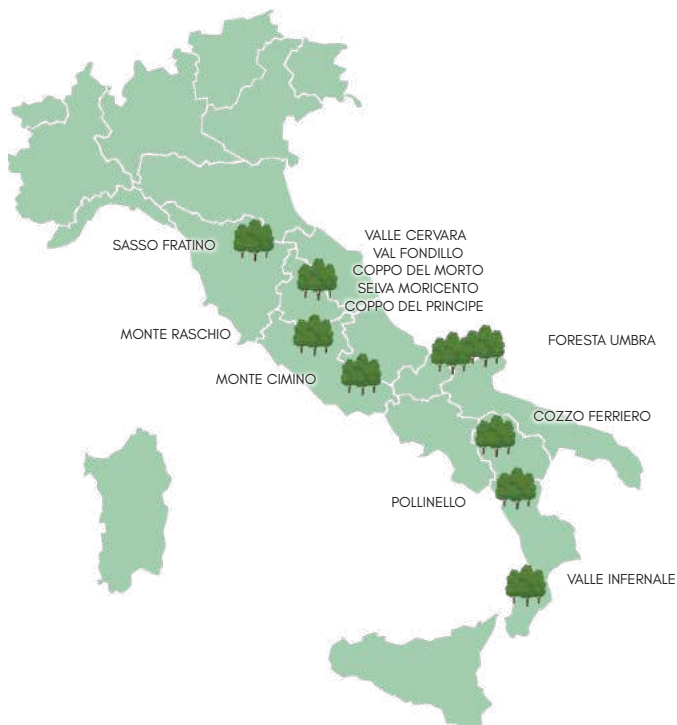 SASSO FRATINO
VALLE CERVARA
VAL FONDILLO
COPPO DEL MORTO
SELVA MORICENTO
COPPO DEL PRINCIPE
MONTE RASCHIO
FORESTA UMBRA
MONTE CIMINO
COZZO FERRIERO
POLLINELLO
VALLE INFERNALE